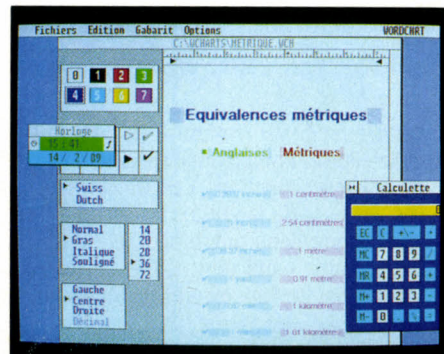 Fichiers Edition Gabarit Options WORDCHRT
C:\WCHARTS\METRIQUE.WCH
0 1 2 3
4 5 6 7
Horloge
15: 41
14/ 2/ 89
Swiss
Dutch
Normal
Gras
Italique
Souligné
14
20
28
36
72
Gauche
Centre
Droite
Décimal
Equivalences métriques
Anglaises Métriques
1 centimètre
2.54 centimètres
1 mètre
0.91 mètre
1 kilomètre
1.61 kilomètre
Calculette
EC C +\-
MC 7 8 9 /
MR 4 5 6 +
M+ 1 2 3 -
M- 0